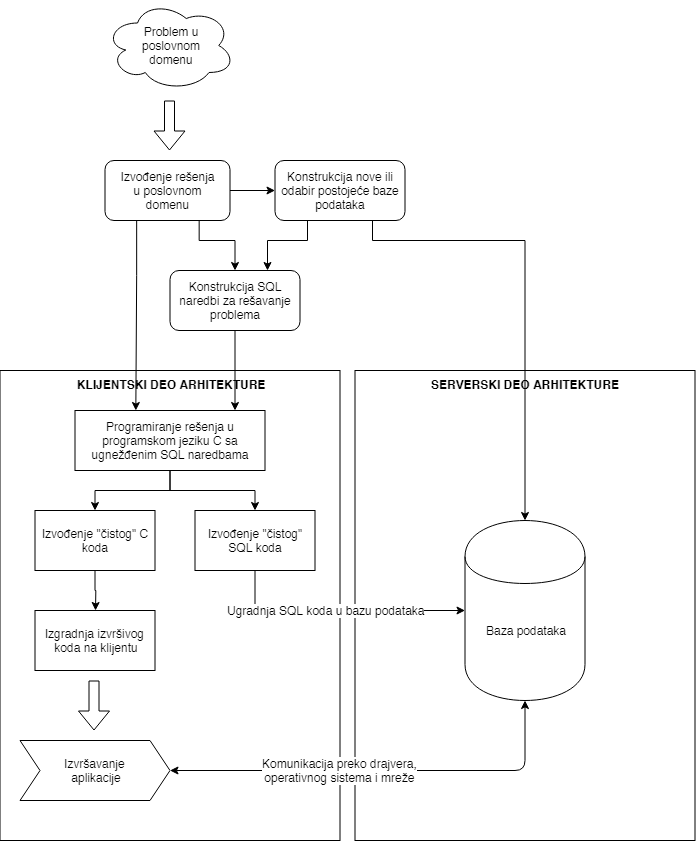 Problem u
poslovnom
domenu
Izvođenje rešenja
u poslovnom
domenu
Konstrukcija nove ili
odabir postojeće baze
podataka
Konstrukcija SQL
naredbi za rešavanje
problema
KLIJENTSKI DEO ARHITEKTURE
SERVERSKI DEO ARHITEKTURE
Programiranje rešenja u
programskom jeziku C sa
ugnežđenim SQL naredbama
Izvođenje "čistog" C
koda
Izvođenje "čistog"
SQL koda
Ugradnja SQL koda u bazu podataka
Baza podataka
Izgradnja izvršivog
koda na klijentu
Izvršavanje
aplikacije
Komunikacija preko drajvera,
operativnog sistema i mreže